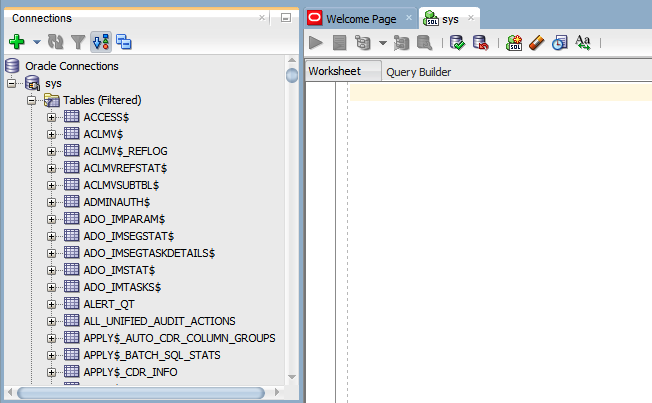 Connections
Oracle Connections
sys
Tables (Filtered)
ACCESS$
ACLMV$
ACLMV$_REFLOG
ACLMVREFSTAT$
ACLMVSUBTBL$
ADMINAUTH$
ADO_IMPARAM$
ADO_IMSEGSTAT$
ADO_IMSEGTASKDETAILS$
ADO_IMSTAT$
ADO_IMTASKS$
ALERT_QT
ALL_UNIFIED_AUDIT_ACTIONS
APPLY$_AUTO_CDR_COLUMN_GROUPS
APPLY$_BATCH_SQL_STATS
APPLY$_CDR_INFO
Welcome Page
sys
Worksheet
Query Builder